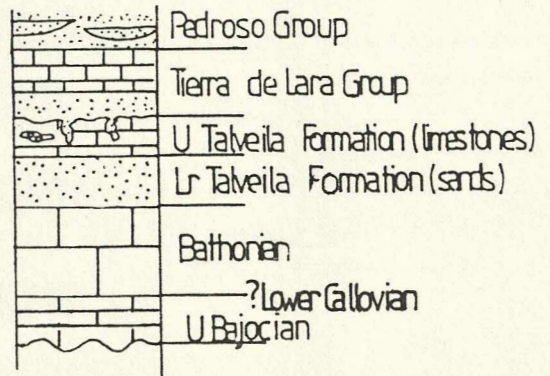 Pedroso Group
Tierra de Lara Group
U Talveila Formation (limestones)
Lr Talveila Formation (sands)
Bathonian
?Lower Callovian
U Bajocian